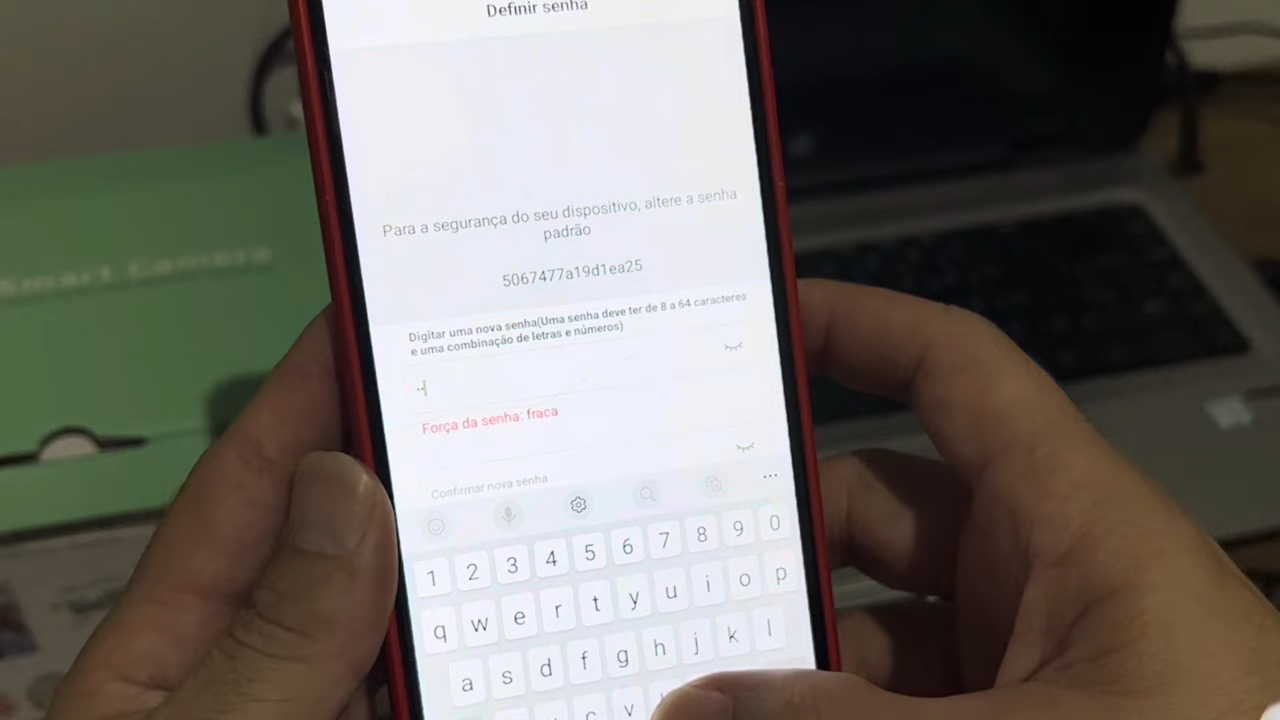 Definir senha
Para a segurança do seu dispositivo, altere a senha
padrão
5067477a19d1ea25
Digitar uma nova senha(Uma senha deve ter de 8 a 64 caracteres
e uma combinação de letras e números)
Força da senha: fraca
Confirmar nova senha
Smart Camera
1 2 3 4 5 6 7 8 9 0
q w e r t y u i o p
a s d f g h j k l
c v